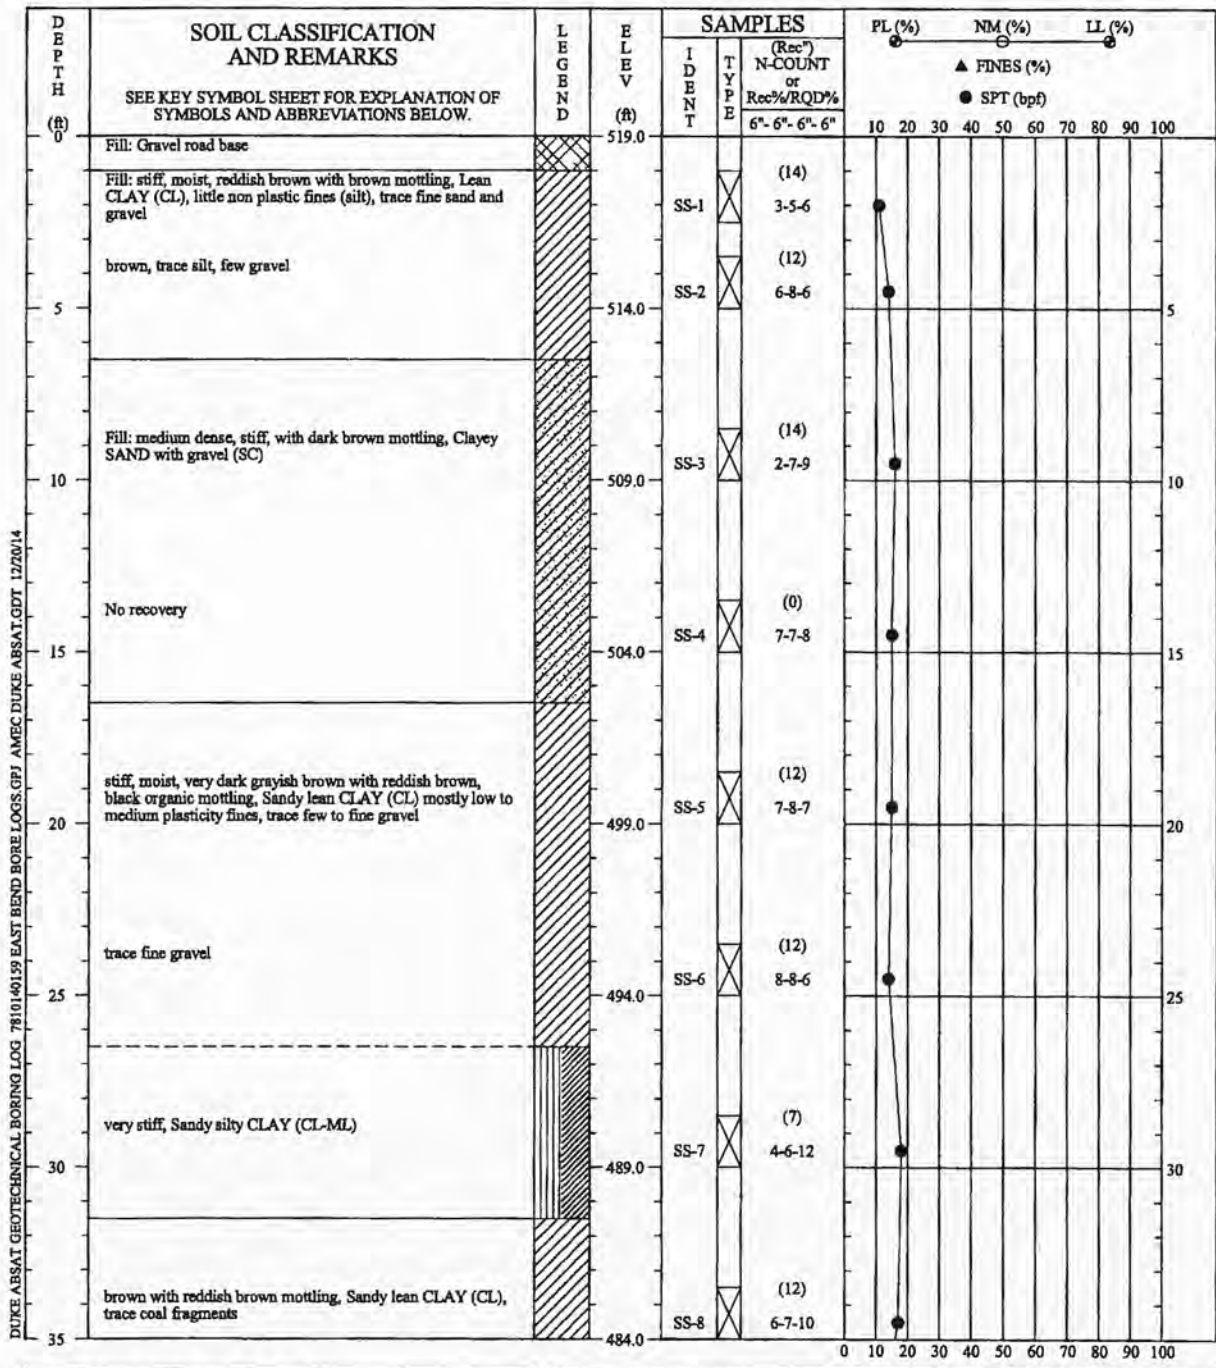 DEPTH (ft)
SOIL CLASSIFICATION
AND REMARKS
SEE KEY SYMBOL SHEET FOR EXPLANATION OF
SYMBOLS AND ABBREVIATIONS BELOW.
LEGEND
ELEV (ft)
SAMPLES
IDENT
TYPE
(Rec")
N-COUNT
or
Rec%/RQD%
6"- 6"- 6"- 6"
PL (%) NM (%) LL (%)
▲ FINES (%)
● SPT (bpf)
10 20 30 40 50 60 70 80 90 100
0
519.0
Fill: Gravel road base
Fill: stiff, moist, reddish brown with brown mottling, Lean
CLAY (CL), little non plastic fines (silt), trace fine sand and
gravel
(14)
SS-1 3-5-6
brown, trace silt, few gravel
(12)
SS-2 6-8-6
5 514.0 5
Fill: medium dense, stiff, with dark brown mottling, Clayey
SAND with gravel (SC)
(14)
SS-3 2-7-9
10 509.0 10
No recovery
(0)
SS-4 7-7-8
15 504.0 15
stiff, moist, very dark grayish brown with reddish brown,
black organic mottling, Sandy lean CLAY (CL) mostly low to
medium plasticity fines, trace few to fine gravel
(12)
SS-5 7-8-7
20 499.0 20
trace fine gravel
(12)
SS-6 8-8-6
25 494.0 25
very stiff, Sandy silty CLAY (CL-ML)
(7)
SS-7 4-6-12
30 489.0 30
brown with reddish brown mottling, Sandy lean CLAY (CL),
trace coal fragments
(12)
SS-8 6-7-10
35 484.0
0 10 20 30 40 50 60 70 80 90 100
DUKE ABSAT GEOTECHNICAL BORING LOG 7810140159 EAST BEND BORE LOGS.GPJ AMEC DUKE ABSAT.GDT 12/20/14